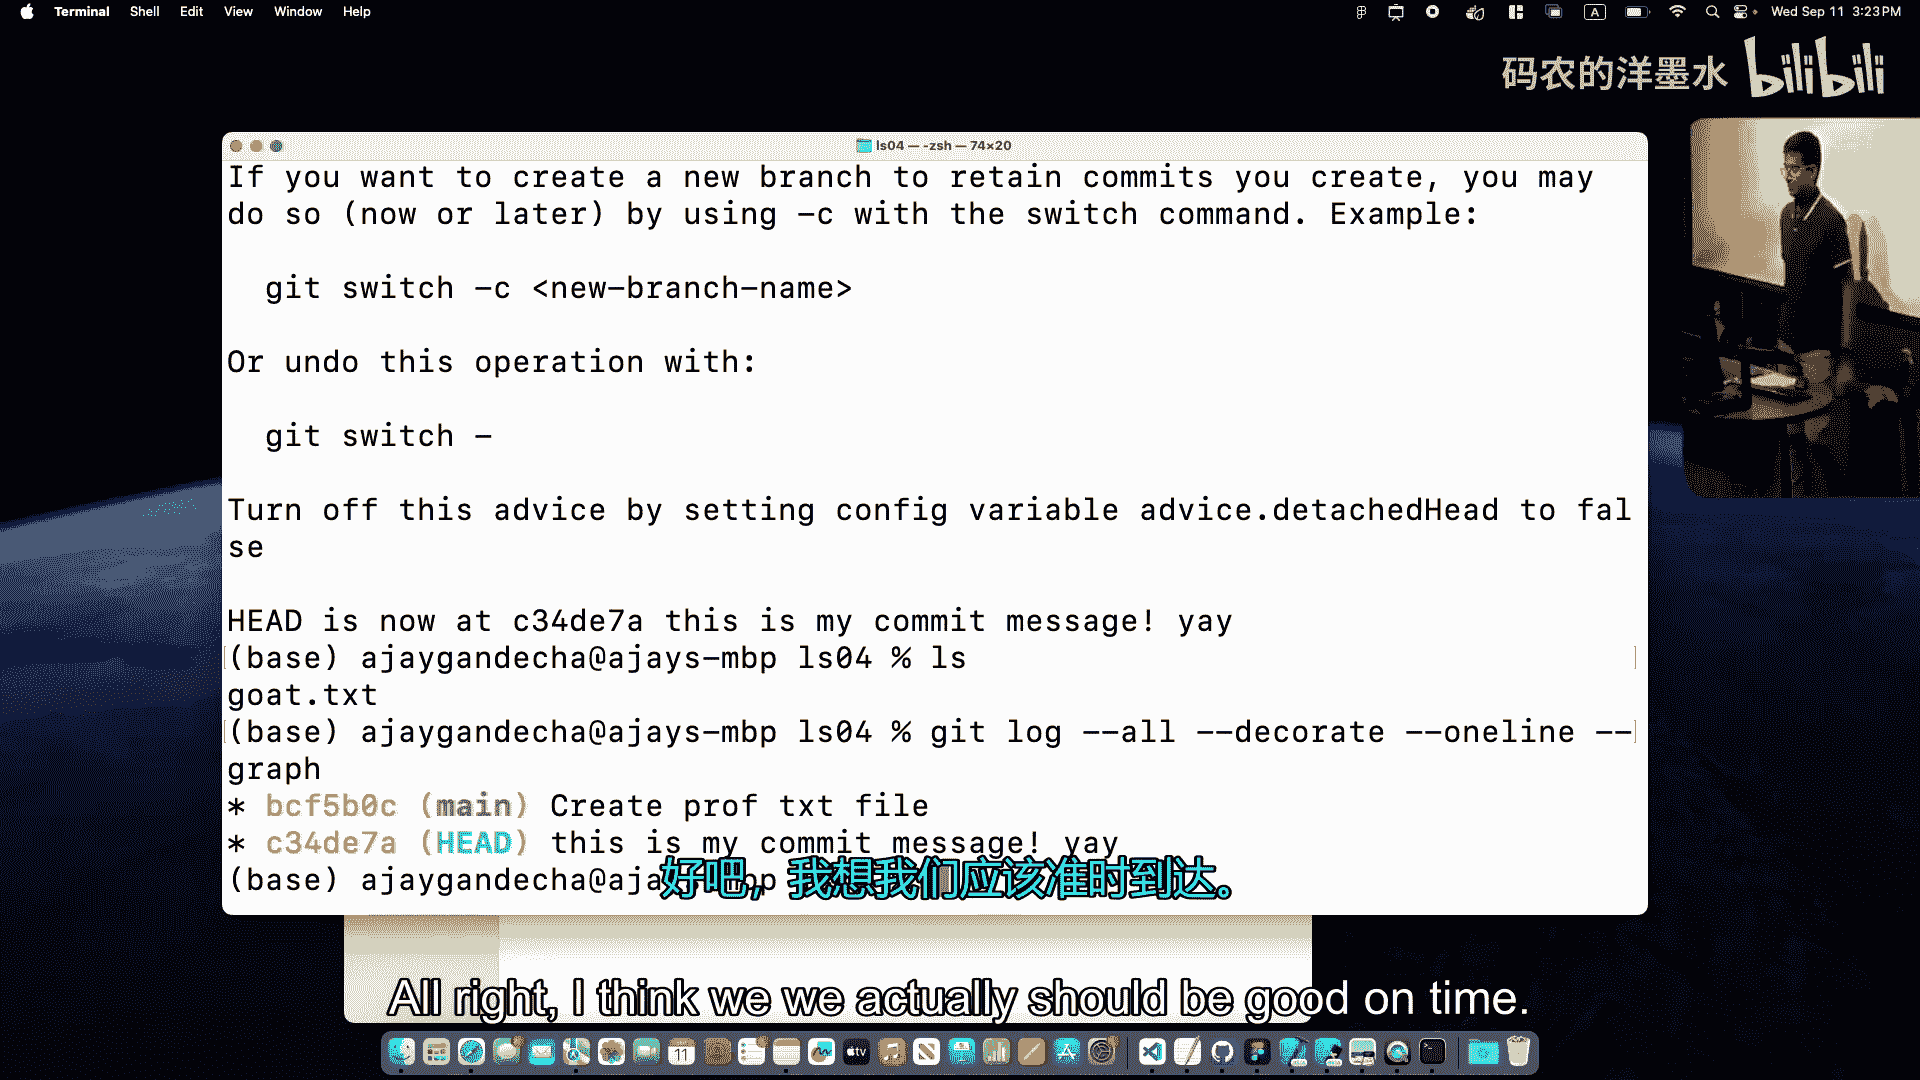 Terminal Shell Edit View Window Help
A
Wed Sep 11 3:23 PM
码农的洋墨水 bilibili
ls04 — -zsh — 74×20
If you want to create a new branch to retain commits you create, you may
do so (now or later) by using -c with the switch command. Example:
git switch -c <new-branch-name>
Or undo this operation with:
git switch -
Turn off this advice by setting config variable advice.detachedHead to fal
se
HEAD is now at c34de7a this is my commit message! yay
(base) ajaygandecha@ajays-mbp ls04 % ls
goat.txt
(base) ajaygandecha@ajays-mbp ls04 % git log --all --decorate --oneline --
graph
* bcf5b0c (main) Create prof txt file
* c34de7a (HEAD) this is my commit message! yay
(base) ajaygandecha@aja mbp
好吧，我想我们应该准时到达。
All right, I think we we actually should be good on time.
11
tv